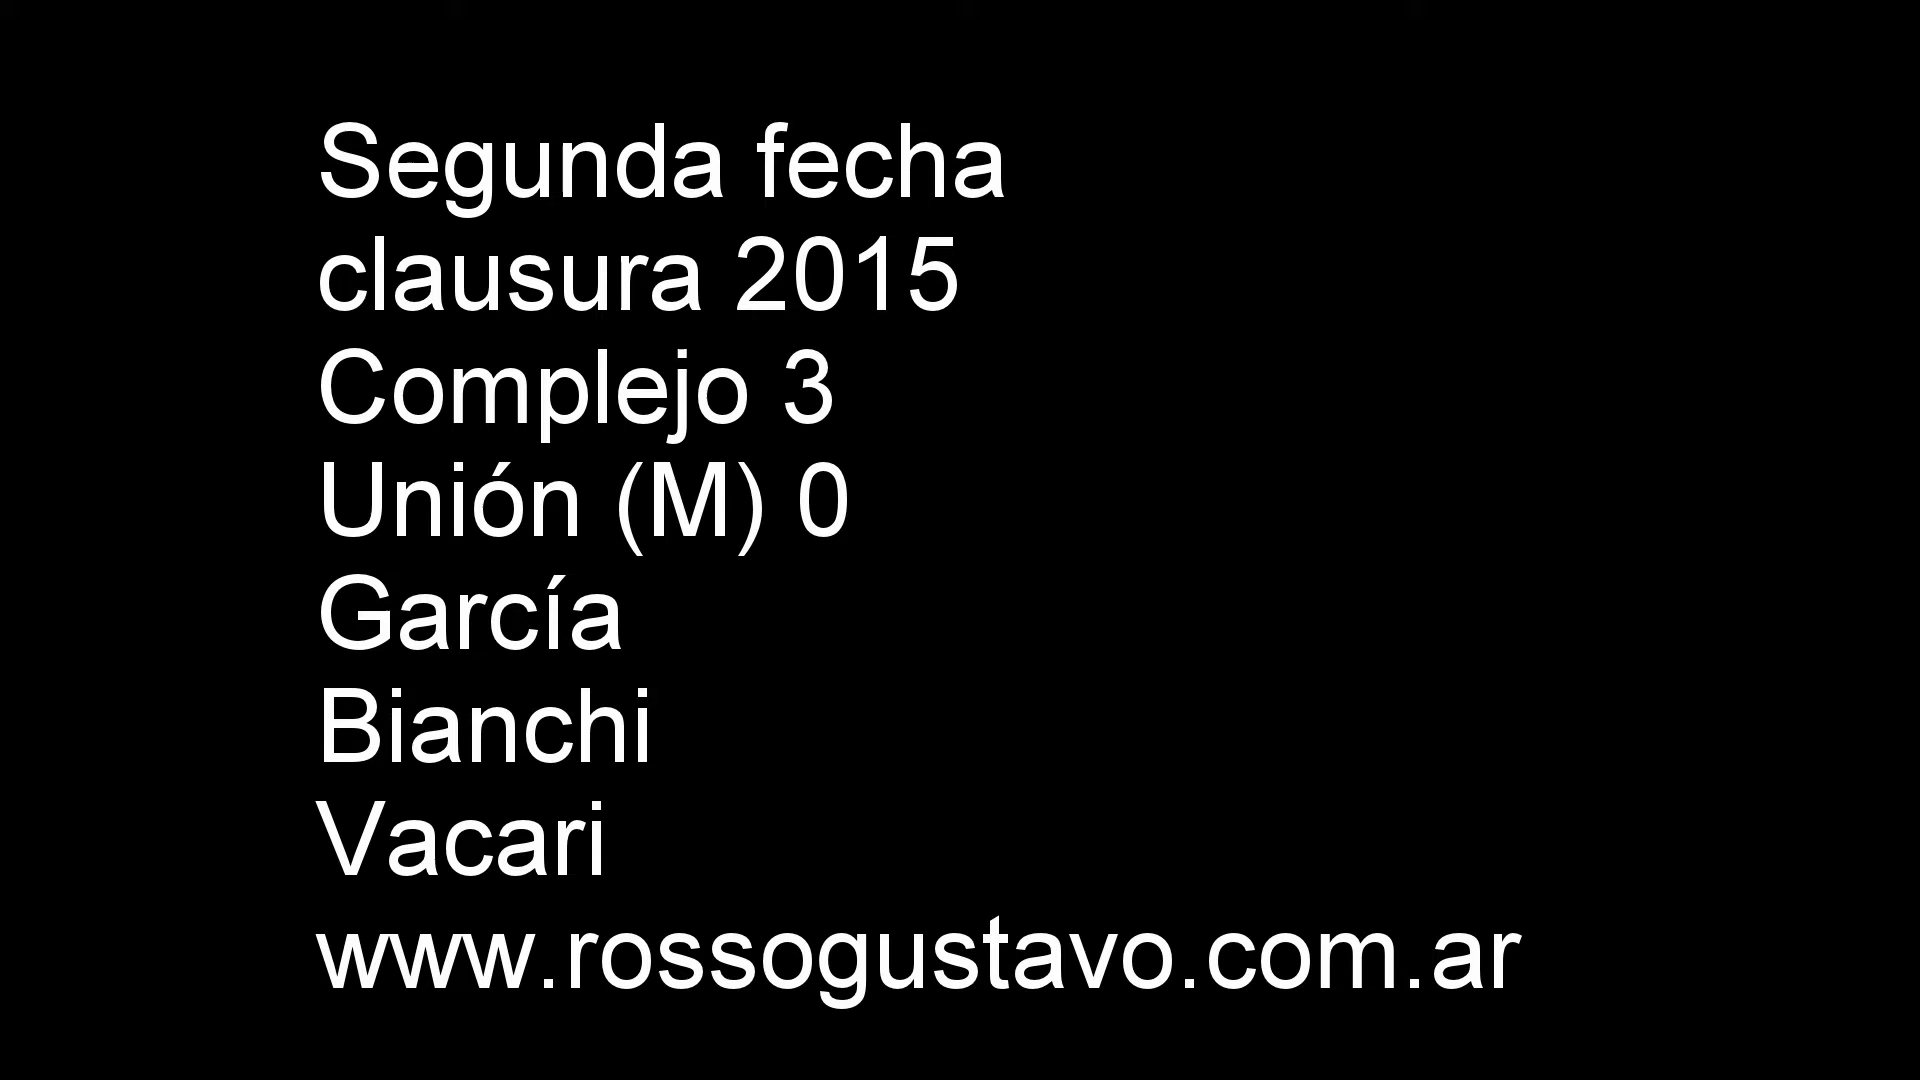 Segunda fecha
clausura 2015
Complejo 3
Unión (M) 0
García
Bianchi
Vacari
www.rossogustavo.com.ar